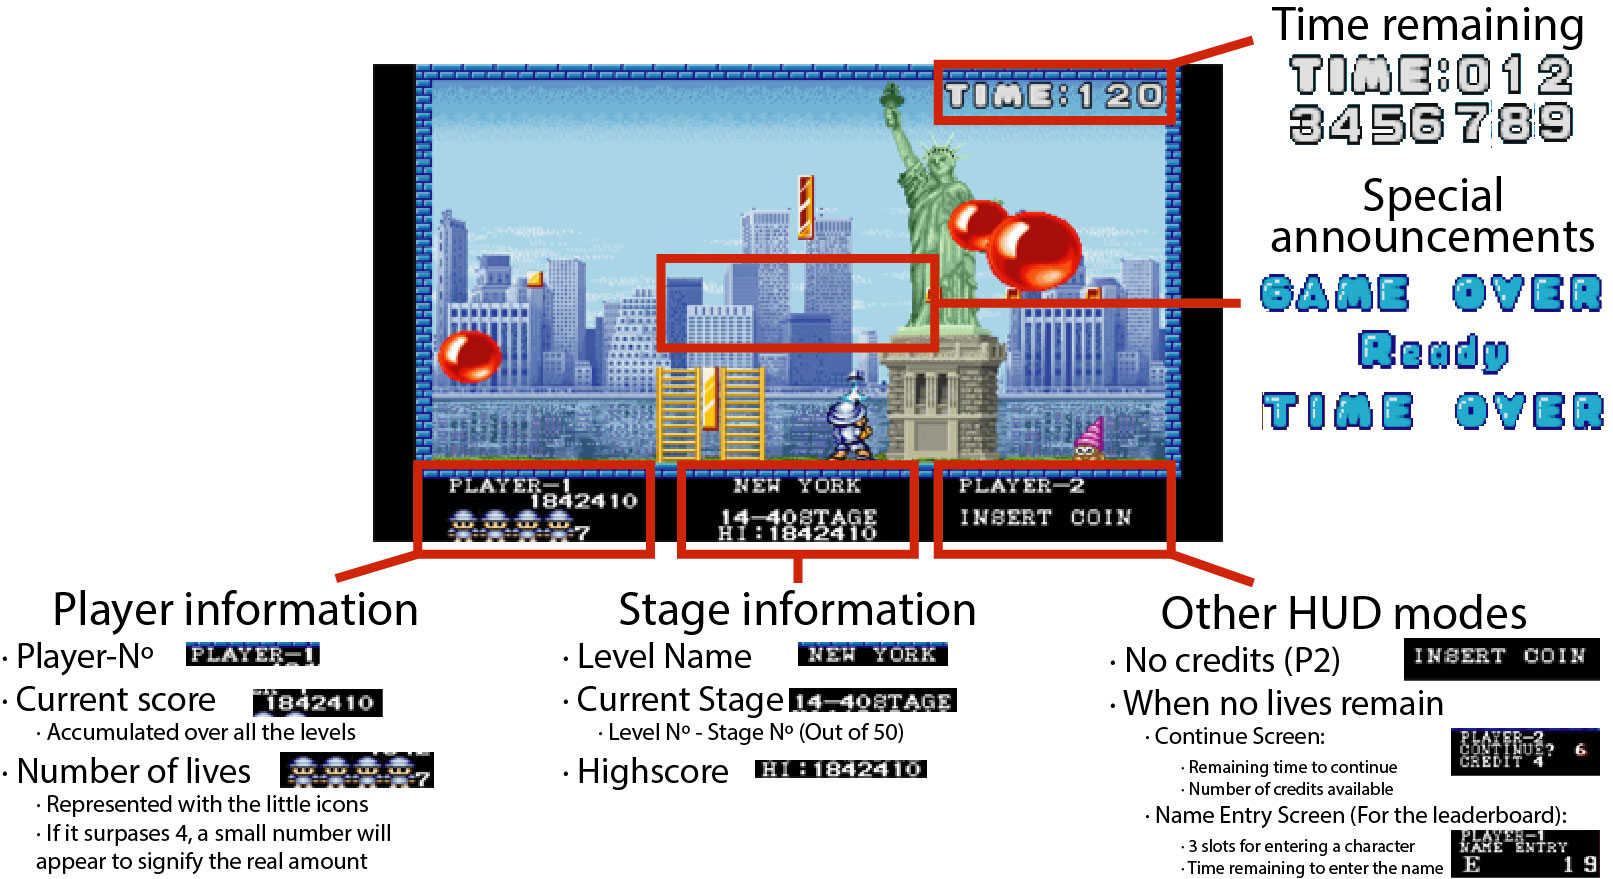 Time remaining
TIME:012
3456789
TIME:120
Special
announcements
GAME OVER
Ready
TIME OVER
PLAYER-1
1842410
7
NEW YORK
14-40STAGE
HI:1842410
PLAYER-2
INSERT COIN
Player information
· Player-Nº PLAYER-1
· Current score 1842410
· Accumulated over all the levels
· Number of lives 7
· Represented with the little icons
· If it surpases 4, a small number will
appear to signify the real amount
Stage information
· Level Name NEW YORK
· Current Stage 14-40STAGE
· Level Nº - Stage Nº (Out of 50)
· Highscore HI:1842410
Other HUD modes
· No credits (P2) INSERT COIN
· When no lives remain
· Continue Screen:
PLAYER-2
CONTINUE? 6
CREDIT 4
· Remaining time to continue
· Number of credits available
· Name Entry Screen (For the leaderboard):
PLAYER-1
NAME ENTRY
E 19
· 3 slots for entering a character
· Time remaining to enter the name